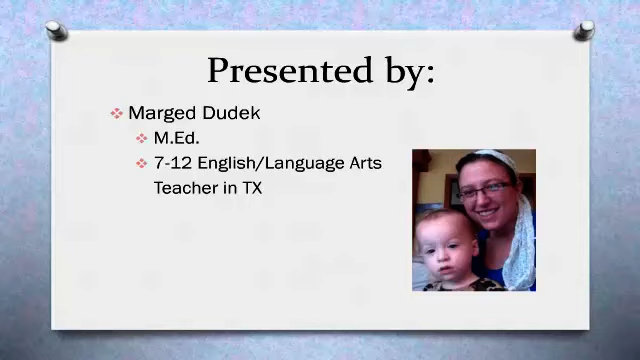 Presented by:
Marged Dudek
M.Ed.
7-12 English/Language Arts
Teacher in TX